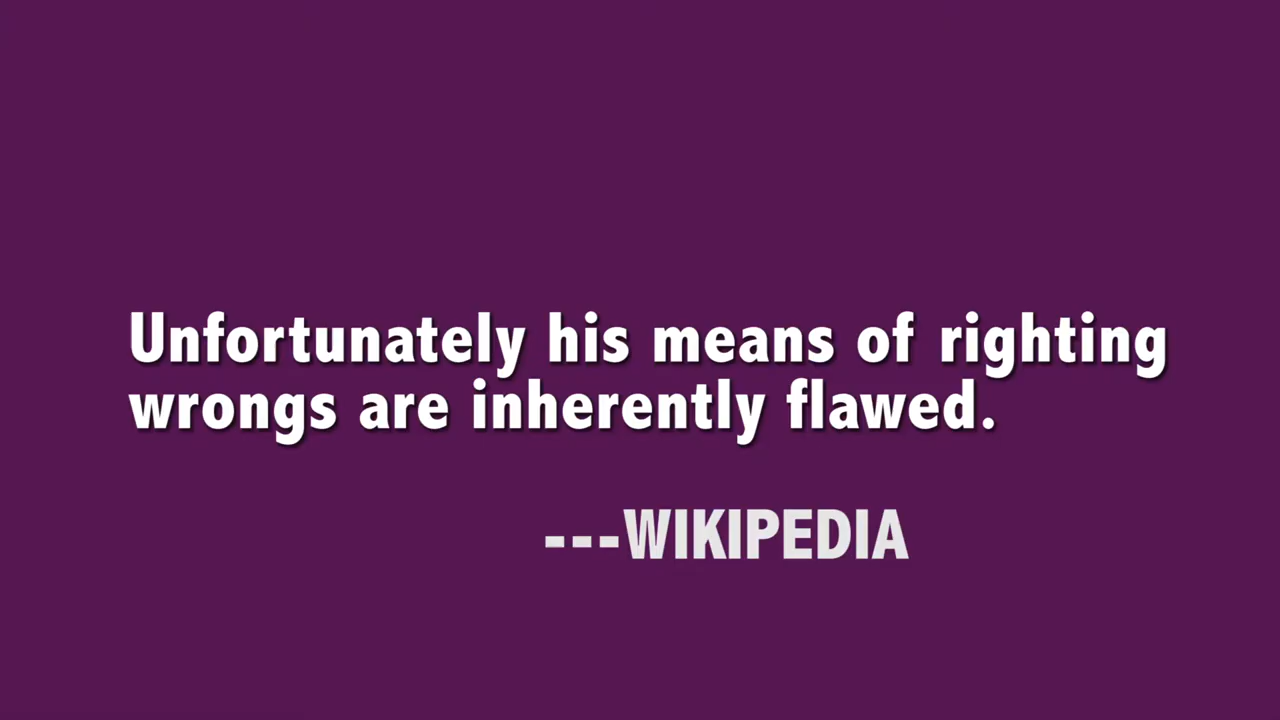 Unfortunately his means of righting
wrongs are inherently flawed.
---WIKIPEDIA